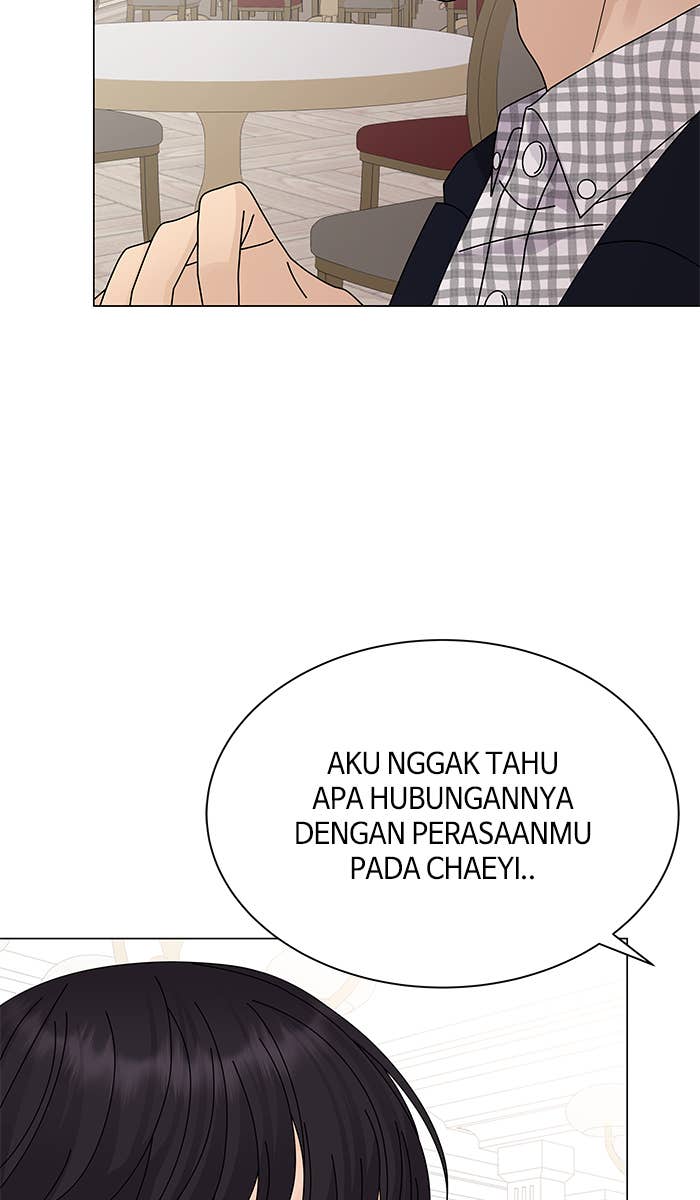 AKU NGGAK TAHU
APA HUBUNGANNYA
DENGAN PERASAANMU
PADA CHAEYI..